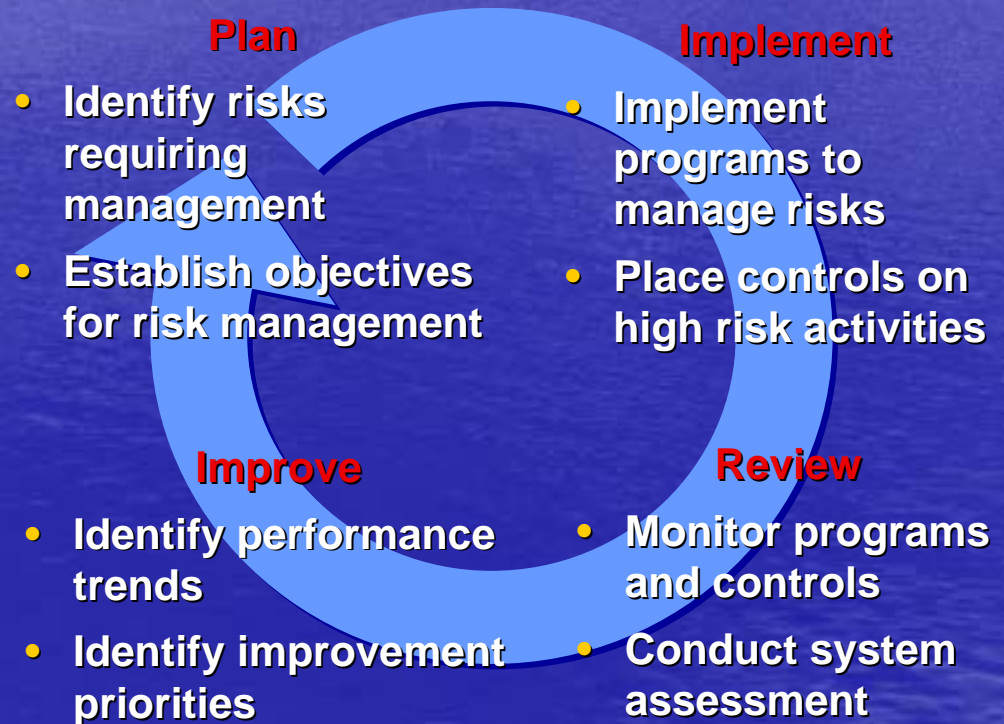 Plan
• Identify risks
requiring
management
• Establish objectives
for risk management
Implement
• Implement
programs to
manage risks
• Place controls on
high risk activities
Improve
• Identify performance
trends
• Identify improvement
priorities
Review
• Monitor programs
and controls
• Conduct system
assessment